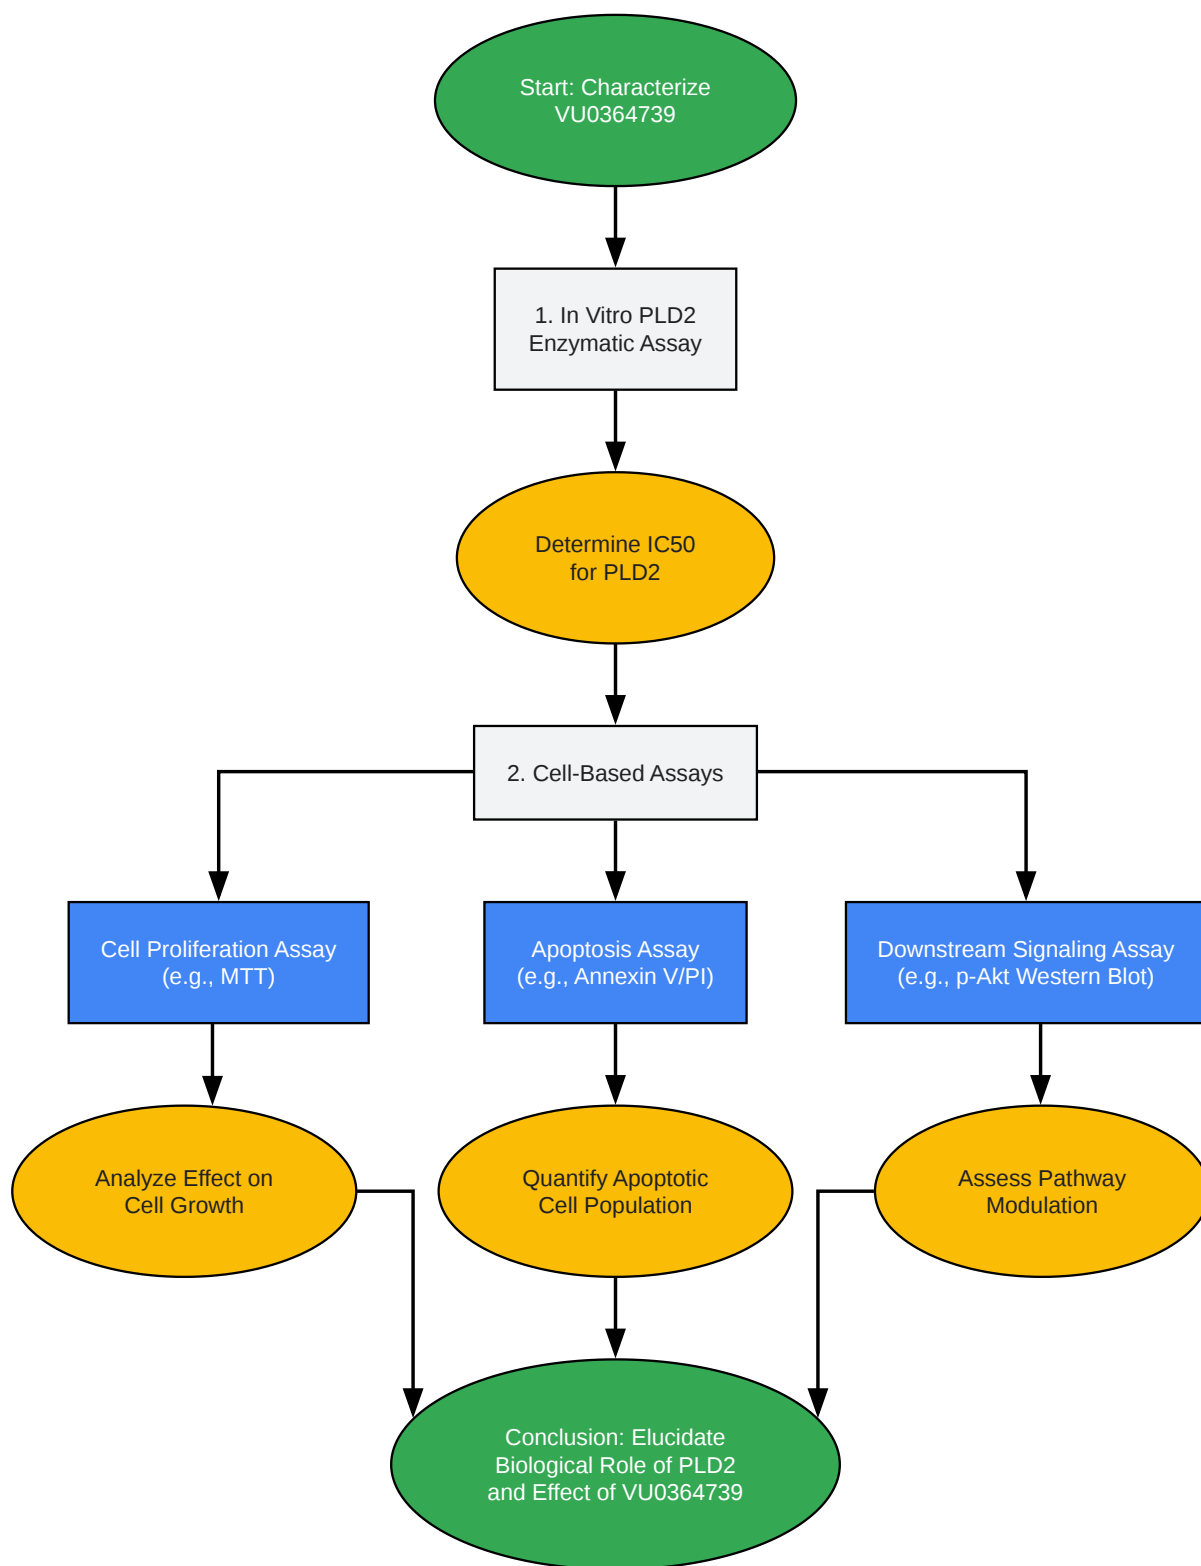 Start: Characterize
VU0364739
1. In Vitro PLD2
Enzymatic Assay
Determine IC50
for PLD2
2. Cell-Based Assays
Cell Proliferation Assay
(e.g., MTT)
Apoptosis Assay
(e.g., Annexin V/PI)
Downstream Signaling Assay
(e.g., p-Akt Western Blot)
Analyze Effect on
Cell Growth
Quantify Apoptotic
Cell Population
Assess Pathway
Modulation
Conclusion: Elucidate
Biological Role of PLD2
and Effect of VU0364739